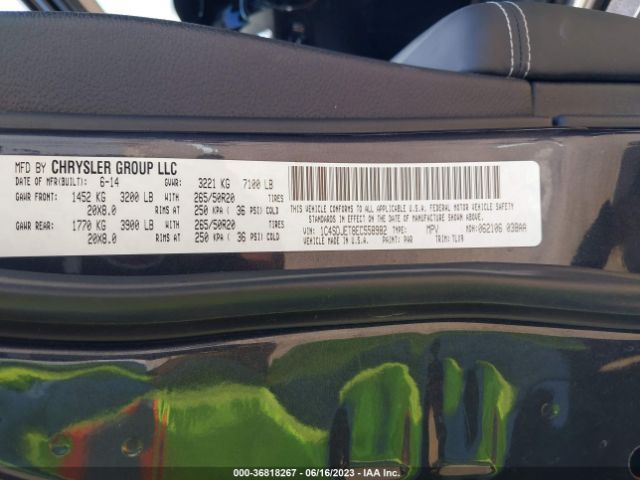 MFD BY CHRYSLER GROUP LLC
DATE OF MFR(BUILT): 6-14 GVWR: 3221 KG 7100 LB
GAWR FRONT: 1452 KG 3200 LB WITH 265/50R20 TIRES
20X8.0 RIMS AT 250 KPA ( 36 PSI) COLD
GAWR REAR: 1770 KG 3900 LB WITH 265/50R20 TIRES
20X8.0 RIMS AT 250 KPA ( 36 PSI) COLD
THIS VEHICLE CONFORMS TO ALL APPLICABLE U.S.A. FEDERAL MOTOR VEHICLE SAFETY
STANDARDS IN EFFECT ON THE DATE OF MANUFACTURE SHOWN ABOVE
VIN: 1C4SDJET8EC558982 TYPE: MPV MDH: 062106 038AA
VEHICLE MADE IN U.S.A. PAINT: PAR TRIM: TLX9
000-36818267 - 06/16/2023 - IAA Inc.